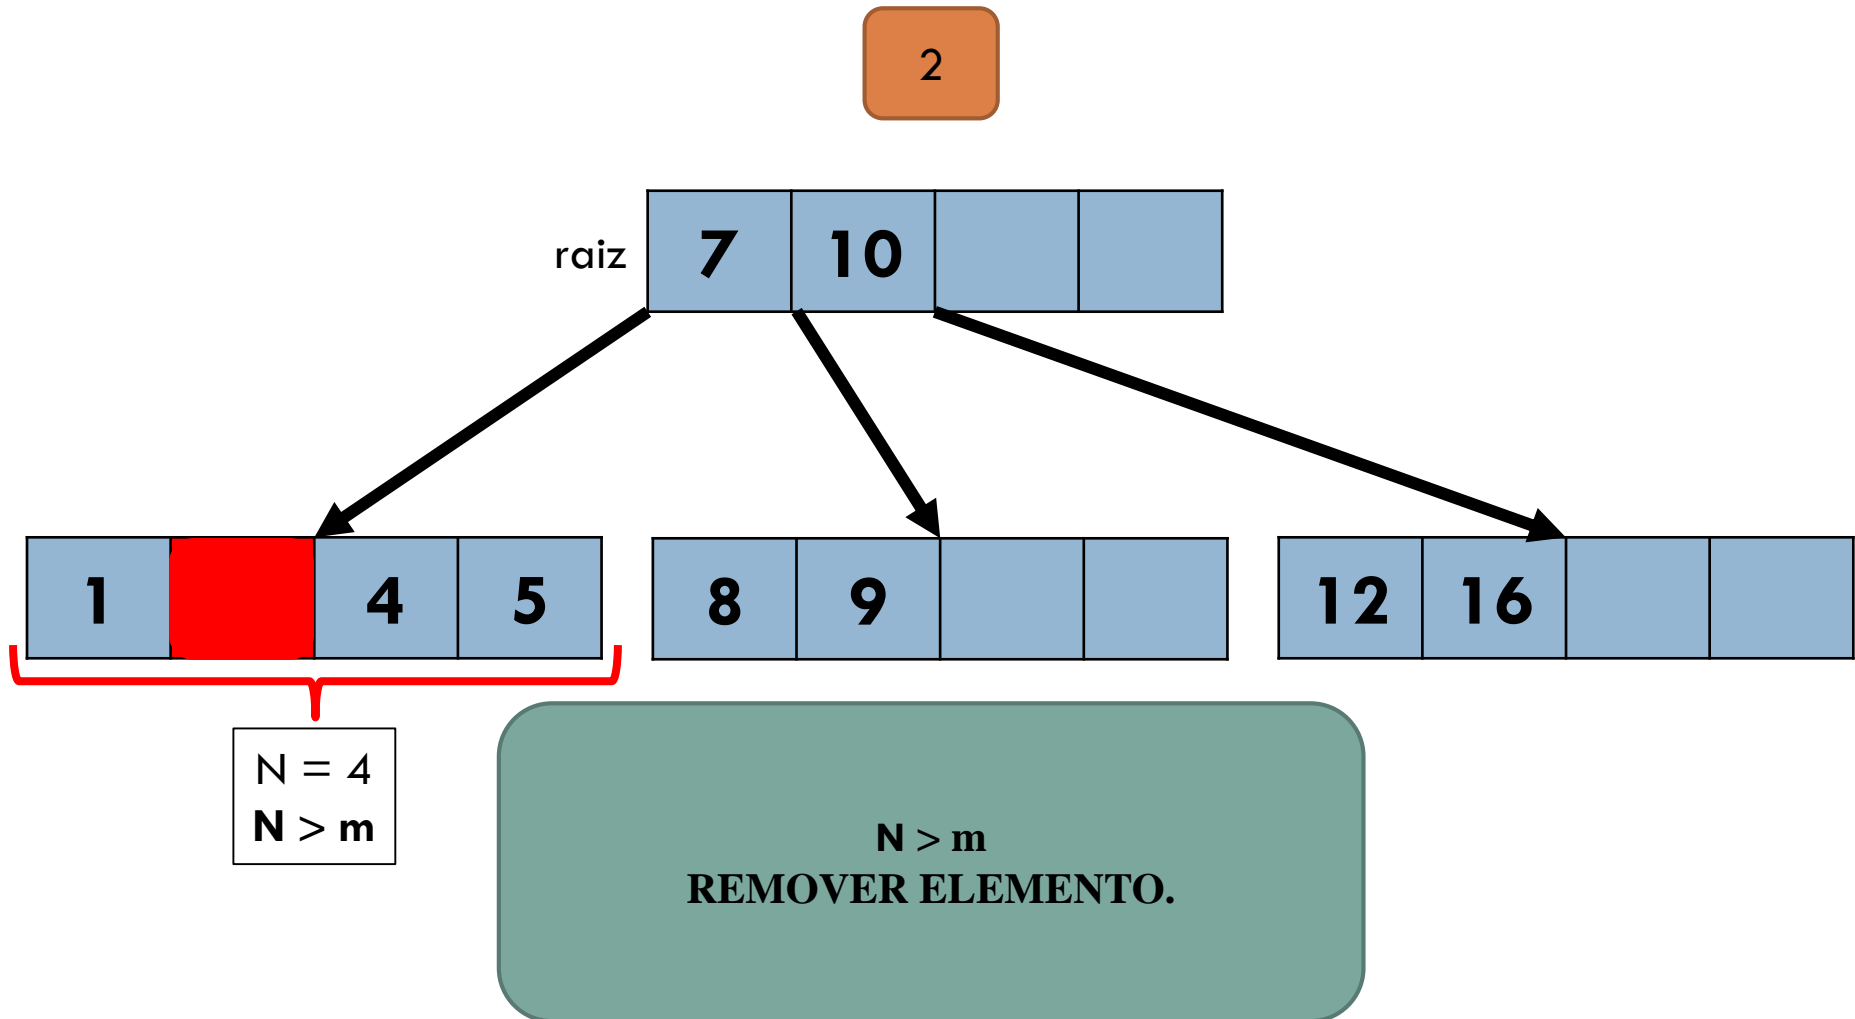 2
raiz 7 10
1 4 5 8 9 12 16
N = 4
N > m
N > m
REMOVER ELEMENTO.